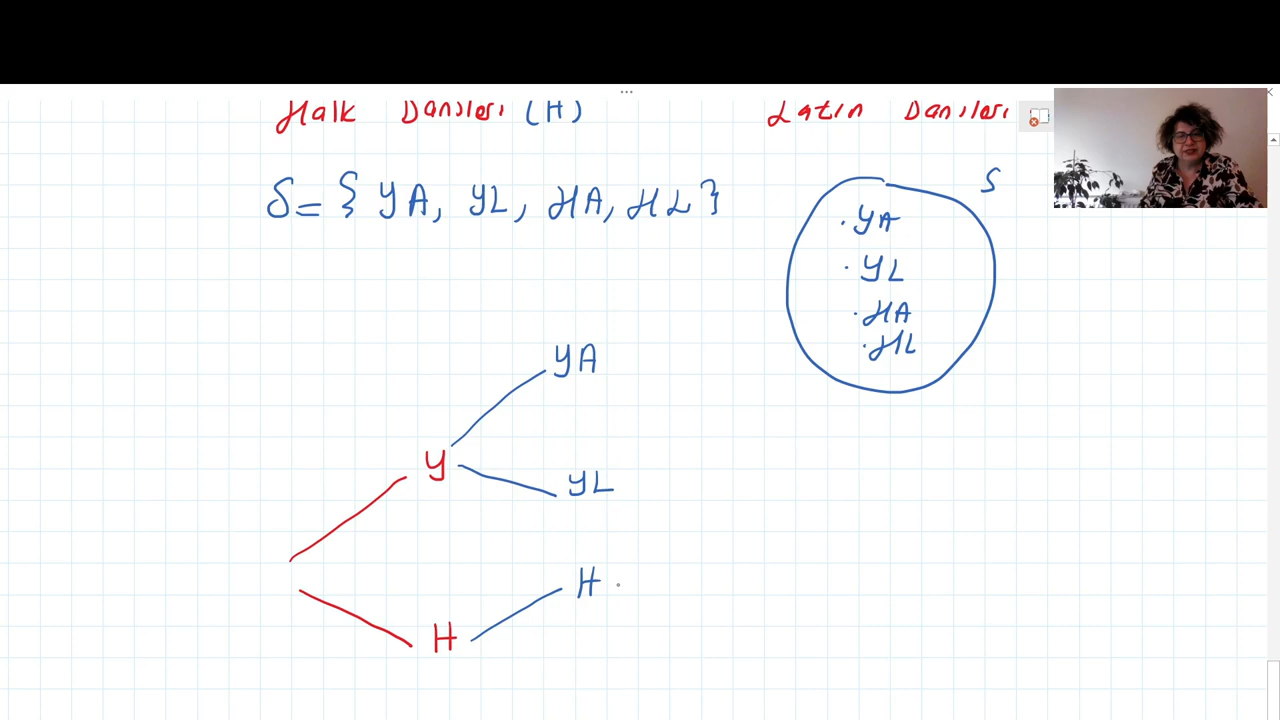 Halk Dansları (H) Latin Dansları
S = { YA, YL, HA, HL }
S
. YA
. YL
. HA
. HL
YA
Y
YL
H
H